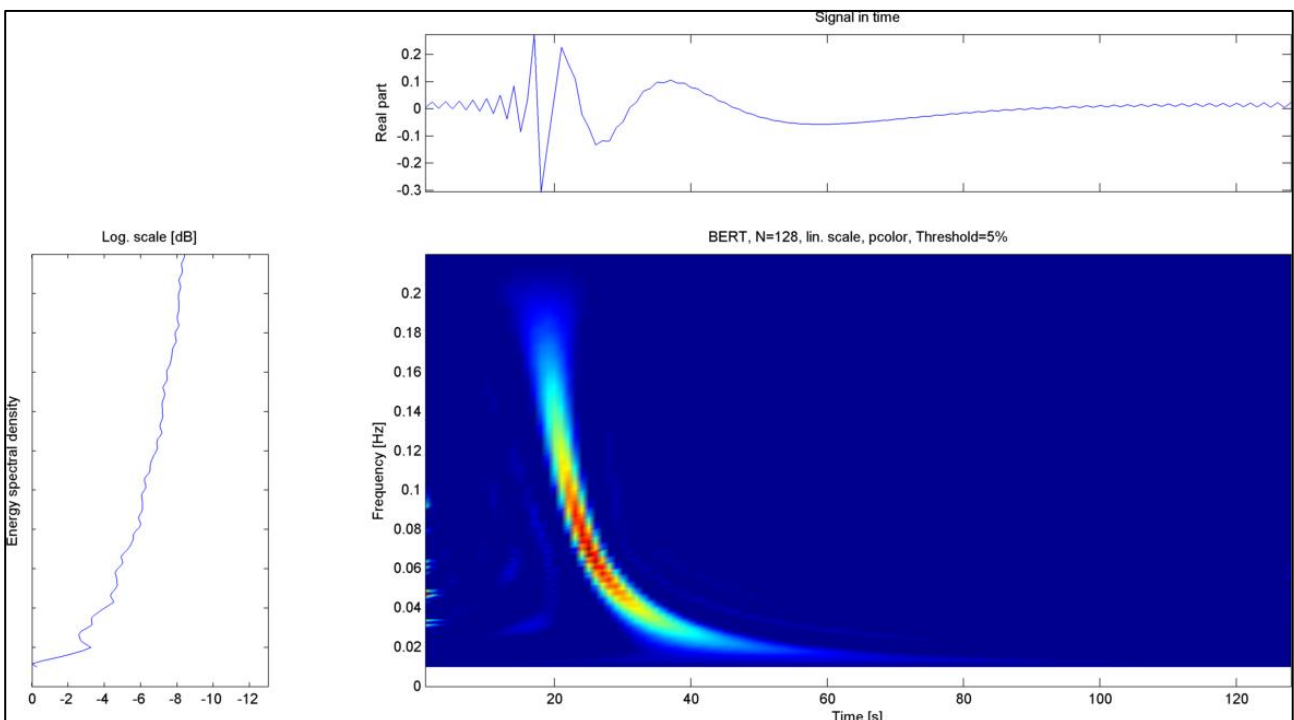 Signal in time
Real part
0.2
0.1
0
-0.1
-0.2
-0.3
Log. scale [dB]
Energy spectral density
0 -2 -4 -6 -8 -10 -12
BERT, N=128, lin. scale, pcolor, Threshold=5%
Frequency [Hz]
0.2
0.18
0.16
0.14
0.12
0.1
0.08
0.06
0.04
0.02
0
20 40 60 80 100 120
Time [s]